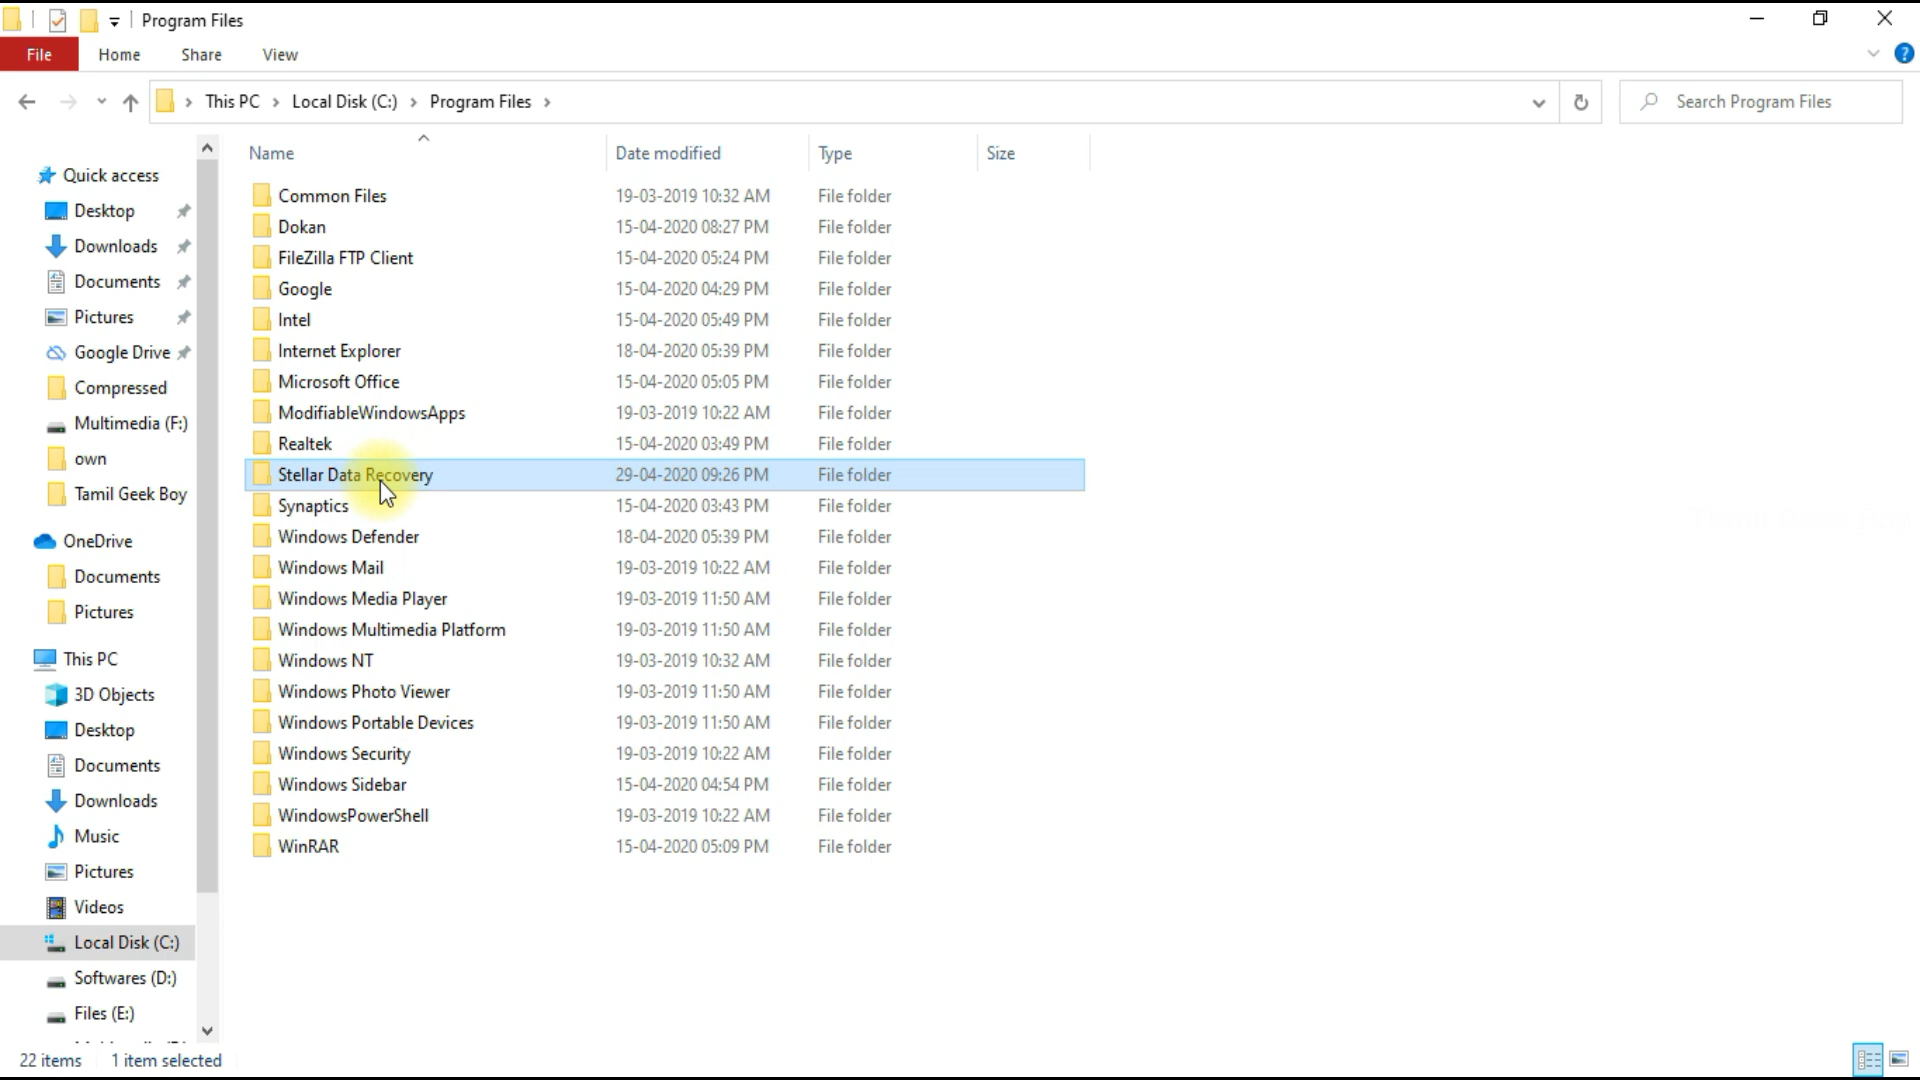 Program Files
File Home Share View
This PC Local Disk (C:) Program Files Search Program Files
Name Date modified Type Size
Quick access
Desktop
Downloads
Documents
Pictures
Google Drive
Compressed
Multimedia (F:)
own
Tamil Geek Boy
OneDrive
Documents
Pictures
This PC
3D Objects
Desktop
Documents
Downloads
Music
Pictures
Videos
Local Disk (C:)
Softwares (D:)
Files (E:)
Common Files 19-03-2019 10:32 AM File folder
Dokan 15-04-2020 08:27 PM File folder
FileZilla FTP Client 15-04-2020 05:24 PM File folder
Google 15-04-2020 04:29 PM File folder
Intel 15-04-2020 05:49 PM File folder
Internet Explorer 18-04-2020 05:39 PM File folder
Microsoft Office 15-04-2020 05:05 PM File folder
ModifiableWindowsApps 19-03-2019 10:22 AM File folder
Realtek 15-04-2020 03:49 PM File folder
Stellar Data Recovery 29-04-2020 09:26 PM File folder
Synaptics 15-04-2020 03:43 PM File folder
Windows Defender 18-04-2020 05:39 PM File folder
Windows Mail 19-03-2019 10:22 AM File folder
Windows Media Player 19-03-2019 11:50 AM File folder
Windows Multimedia Platform 19-03-2019 11:50 AM File folder
Windows NT 19-03-2019 10:32 AM File folder
Windows Photo Viewer 19-03-2019 11:50 AM File folder
Windows Portable Devices 19-03-2019 11:50 AM File folder
Windows Security 19-03-2019 10:22 AM File folder
Windows Sidebar 15-04-2020 04:54 PM File folder
WindowsPowerShell 19-03-2019 10:22 AM File folder
WinRAR 15-04-2020 05:09 PM File folder
22 items 1 item selected